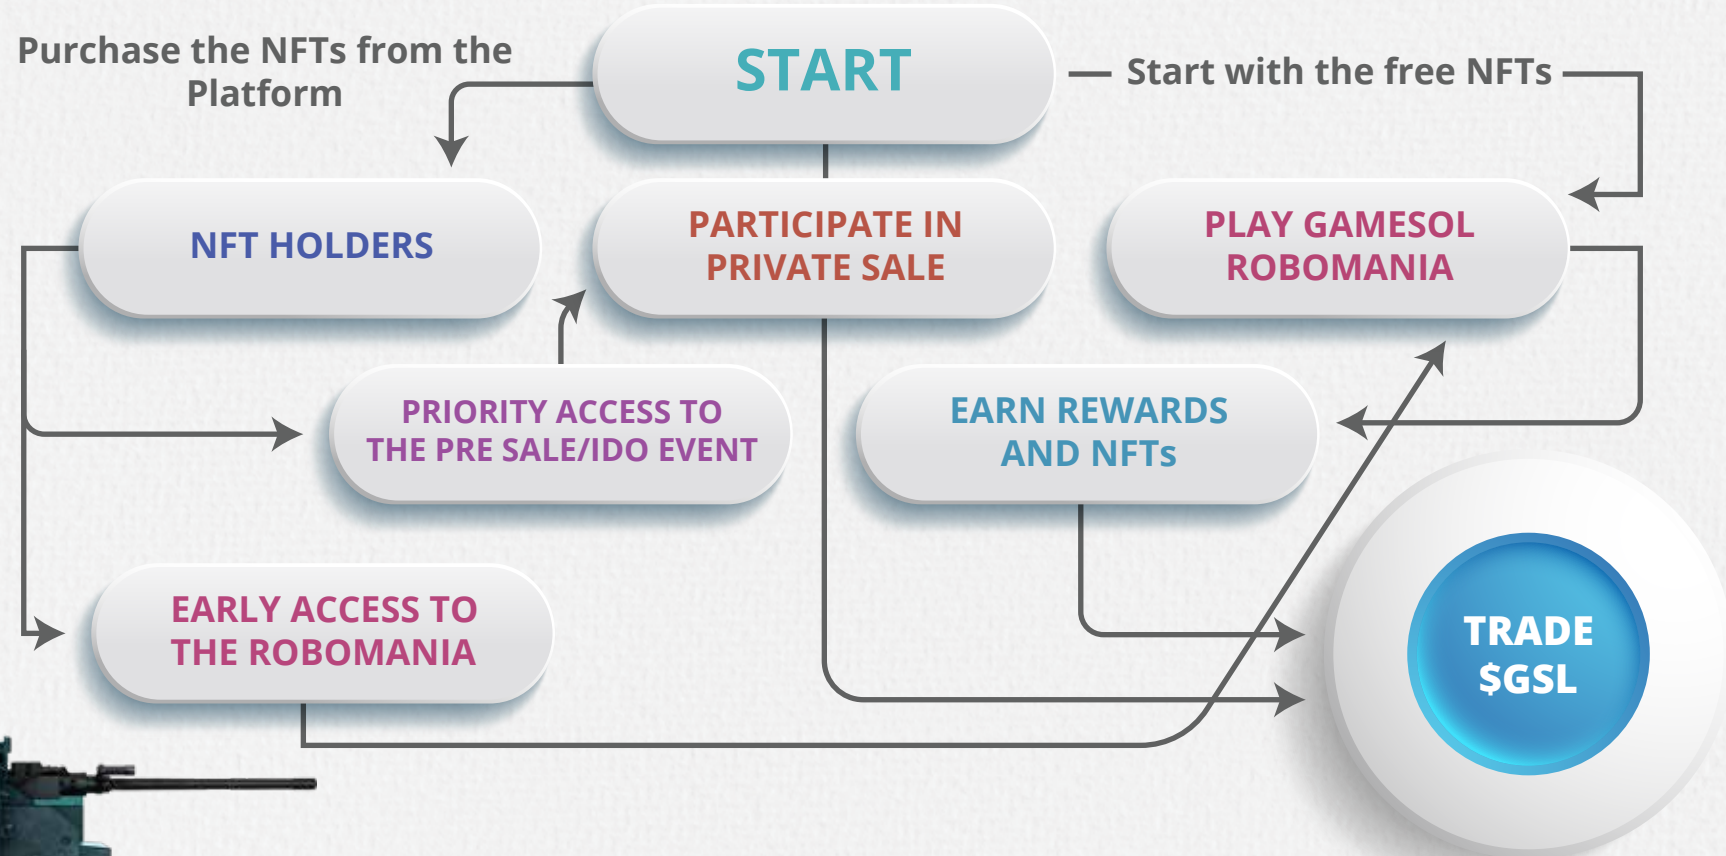 Purchase the NFTs from the
Platform
START
Start with the free NFTs
NFT HOLDERS
PARTICIPATE IN
PRIVATE SALE
PLAY GAMESOL
ROBOMANIA
PRIORITY ACCESS TO
THE PRE SALE/IDO EVENT
EARN REWARDS
AND NFTs
EARLY ACCESS TO
THE ROBOMANIA
TRADE
$GSL